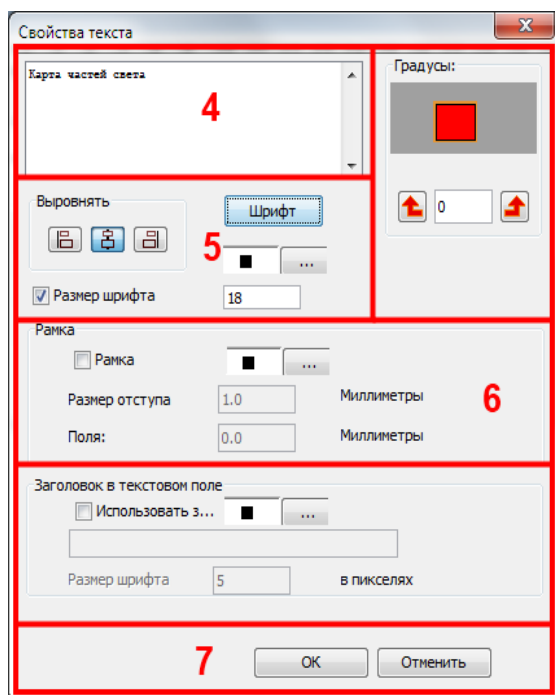 Свойства текста
x
Карта частей света
4
Градусы:
0
Выровнять
Шрифт
5
...
Размер шрифта
18
Рамка
Рамка
...
Размер отступа
1.0
Миллиметры
6
Поля:
0.0
Миллиметры
Заголовок в текстовом поле
Использовать з...
...
Размер шрифта
5
в пикселях
7
OK
Отменить